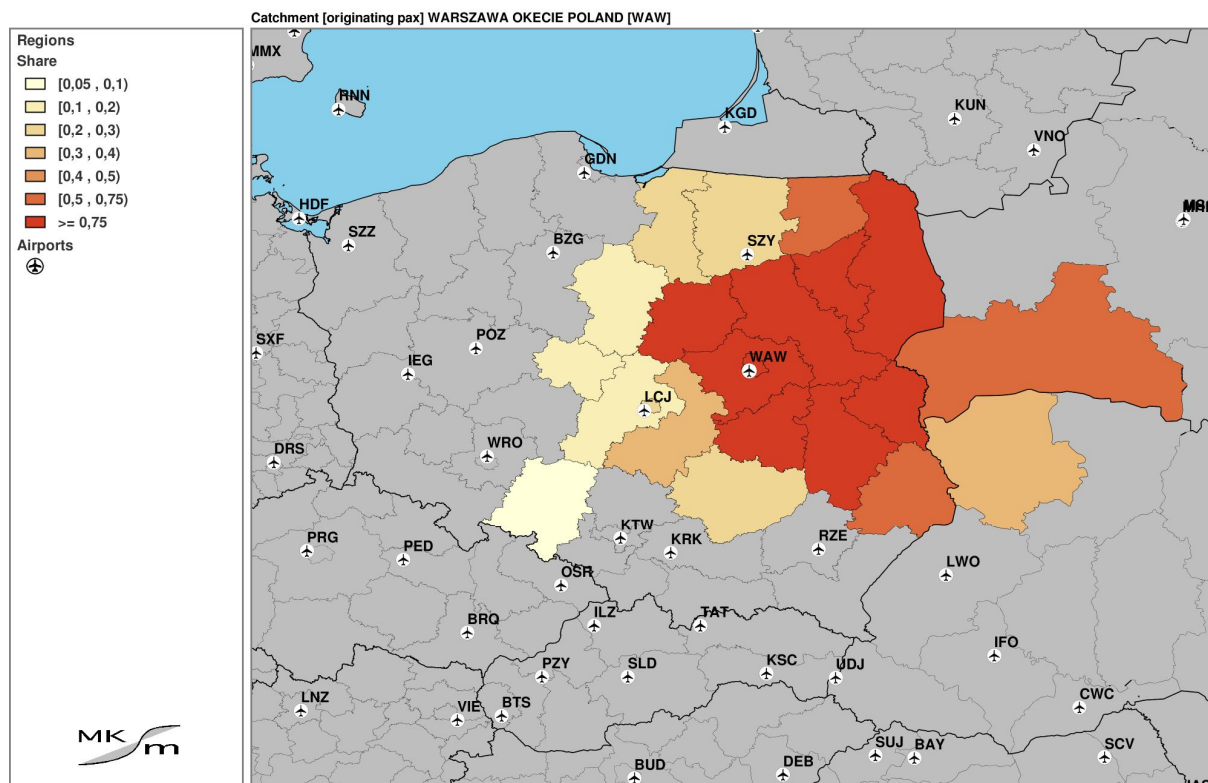 Catchment [originating pax] WARSZAWA OKECIE POLAND [WAW]
Regions
Share
[0,05 , 0,1)
[0,1 , 0,2)
[0,2 , 0,3)
[0,3 , 0,4)
[0,4 , 0,5)
[0,5 , 0,75)
>= 0,75
Airports
MK m
MMX
RNN
KGD
KUN
VNO
GDN
HDF
SZZ
BZG
SZY
SXF
POZ
IEG
WAW
LCJ
DRS
WRO
PRG
PED
KTW
KRK
RZE
OSR
LWO
BRQ
ILZ
TAT
IFO
PZY
SLD
KSC
UDJ
LNZ
VIE
BTS
CWC
BUD
DEB
SUJ
BAY
SCV